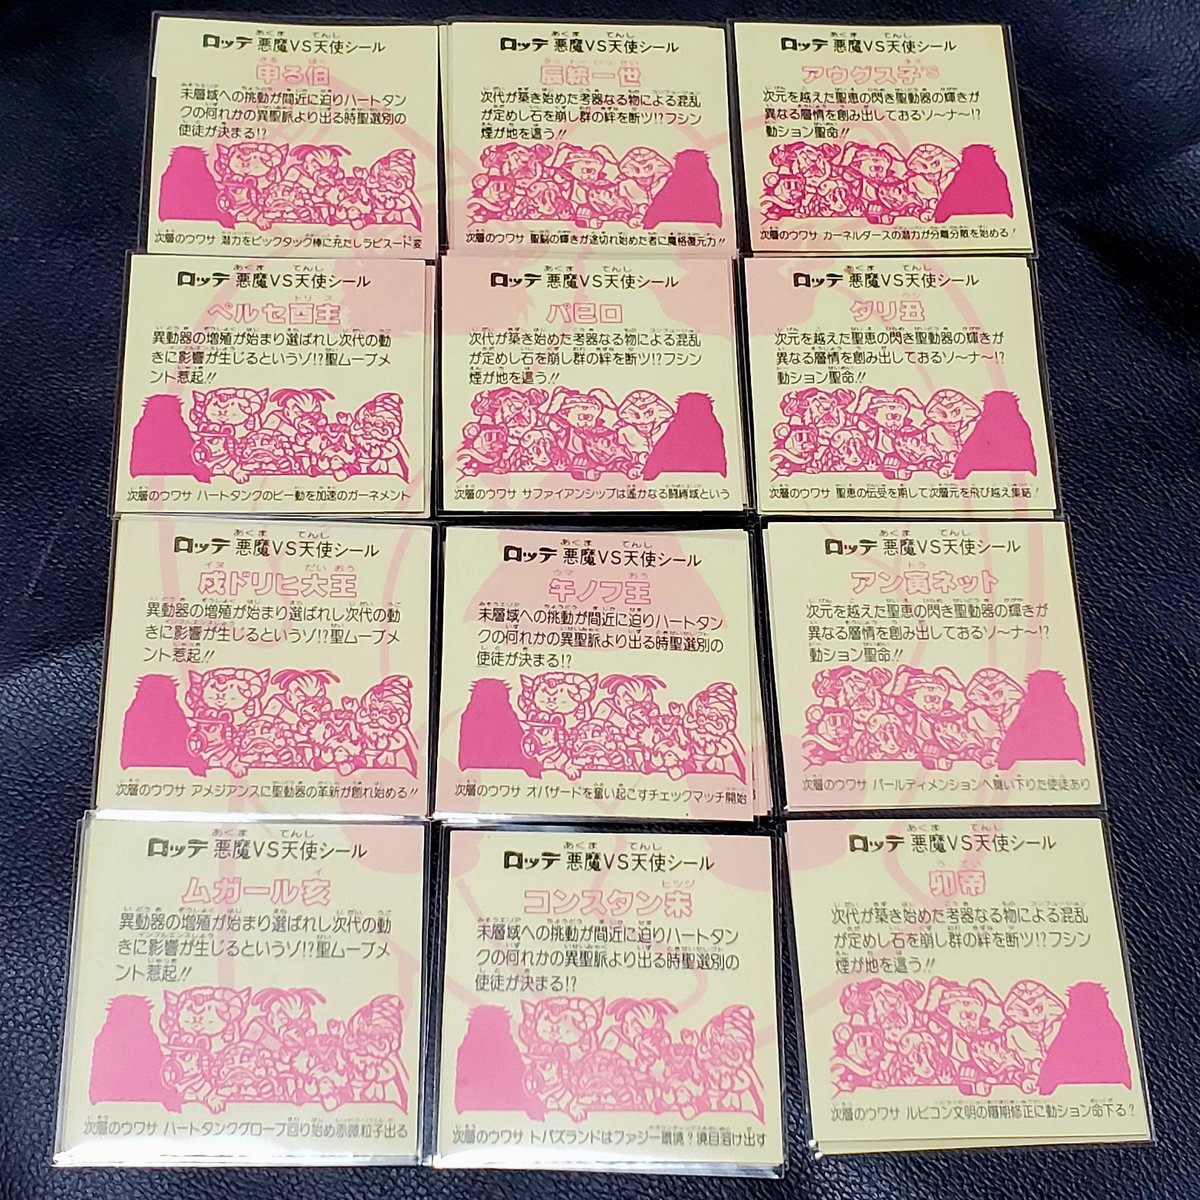 ロッテ 悪魔VS天使シール
申る伯
未層域への挑動が間近に迫りハートタン
クの何れかの異聖脈より出る時聖選別の
使徒が決まる!?
次層のウワサ 潜力をビックタック棒に充たしラピスード変
ロッテ 悪魔VS天使シール
辰統一世
次代が築き始めた考器なる物による混乱
が定めし石を崩し群の絆を断ツ!?フシン
煙が地を這う!!
次層のウワサ 聖脳の輝きが途切れ始めた者に魔格復元力!!
ロッテ 悪魔VS天使シール
アウグス子'S
次元を越えた聖恵の閃き聖動器の輝きが
異なる層情を創み出しておるソ〜ナ〜!?
動ション聖命!!
次層のウワサ カーネルダースの潜力が分離分散を始める!
ロッテ 悪魔VS天使シール
ペルセ酉主
異動器の増殖が始まり選ばれし次代の動
きに影響が生じるというゾ!?聖ムーブメ
ント惹起!!
次層のウワサ ハートタンクのビー動を加速のガーネメント
ロッテ 悪魔VS天使シール
パ巳ロ
次代が築き始めた考器なる物による混乱
が定めし石を崩し群の絆を断ツ!?フシン
煙が地を這う!!
次層のウワサ サファイアンシップは遙かなる闘縛域という
ロッテ 悪魔VS天使シール
ダリ丑
次元を越えた聖恵の閃き聖動器の輝きが
異なる層情を創み出しておるソ〜ナ〜!?
動ション聖命!!
次層のウワサ 聖恵の伝受を期して次層元を飛び越え集結!
ロッテ 悪魔VS天使シール
戌ドリヒ大王
異動器の増殖が始まり選ばれし次代の動
きに影響が生じるというゾ!?聖ムーブメ
ント惹起!!
次層のウワサ アメジアンスに聖動器の革新が創れ始める!!
ロッテ 悪魔VS天使シール
午ノフ王
未層域への挑動が間近に迫りハートタン
クの何れかの異聖脈より出る時聖選別の
使徒が決まる!?
次層のウワサ オパザードを奮い起こすチェックマッチ開始
ロッテ 悪魔VS天使シール
アン寅ネット
次元を越えた聖恵の閃き聖動器の輝きが
異なる層情を創み出しておるソ〜ナ〜!?
動ション聖命!!
次層のウワサ パールディメンションへ舞い下りた使徒あり
ロッテ 悪魔VS天使シール
ムガール亥
異動器の増殖が始まり選ばれし次代の動
きに影響が生じるというゾ!?聖ムーブメ
ント惹起!!
次層のウワサ ハートタンクグローブ回り始め赤微粒子出る
ロッテ 悪魔VS天使シール
コンスタン未
未層域への挑動が間近に迫りハートタン
クの何れかの異聖脈より出る時聖選別の
使徒が決まる!?
次層のウワサ トパズランドはファジー環境?境目溶け出す
ロッテ 悪魔VS天使シール
卯帝
次代が築き始めた考器なる物による混乱
が定めし石を崩し群の絆を断ツ!?フシン
煙が地を這う!!
次層のウワサ ルビコン文明の暦期修正に動ション命下る?